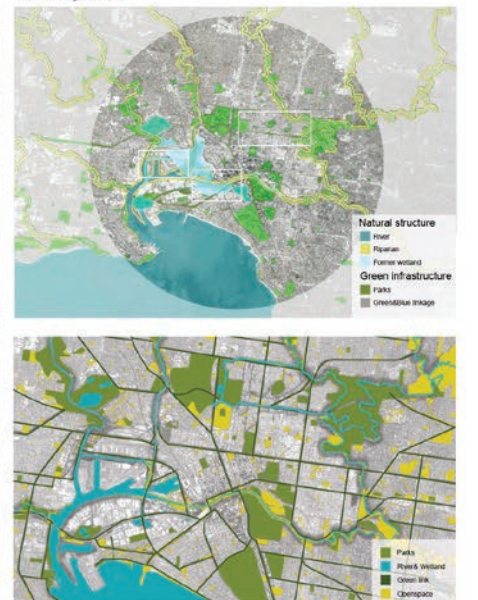 Natural structure
River
Riparian
Former wetland
Green infrastructure
Parks
Green&Blue linkage
Parks
River& Wetland
Green link
Openspace